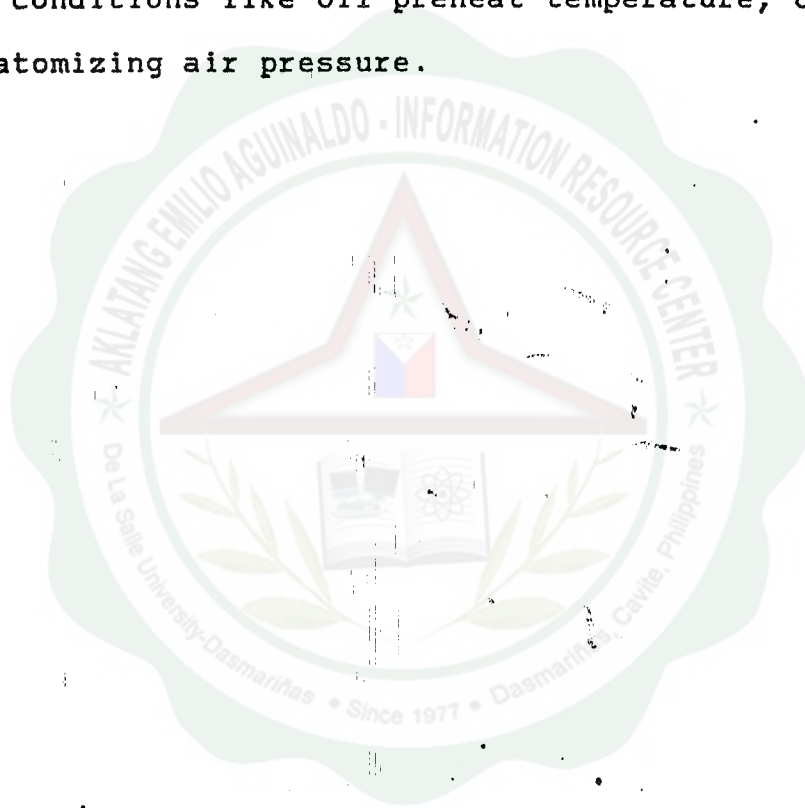 conditions like oil preheat temperature,
atomizing air pressure.
AKLATANG EMILIO AGUINALDO - INFORMATION RESOURCE CENTER
De La Salle University-Dasmariñas • Since 1977 • Dasmariñas, Cavite, Philippines